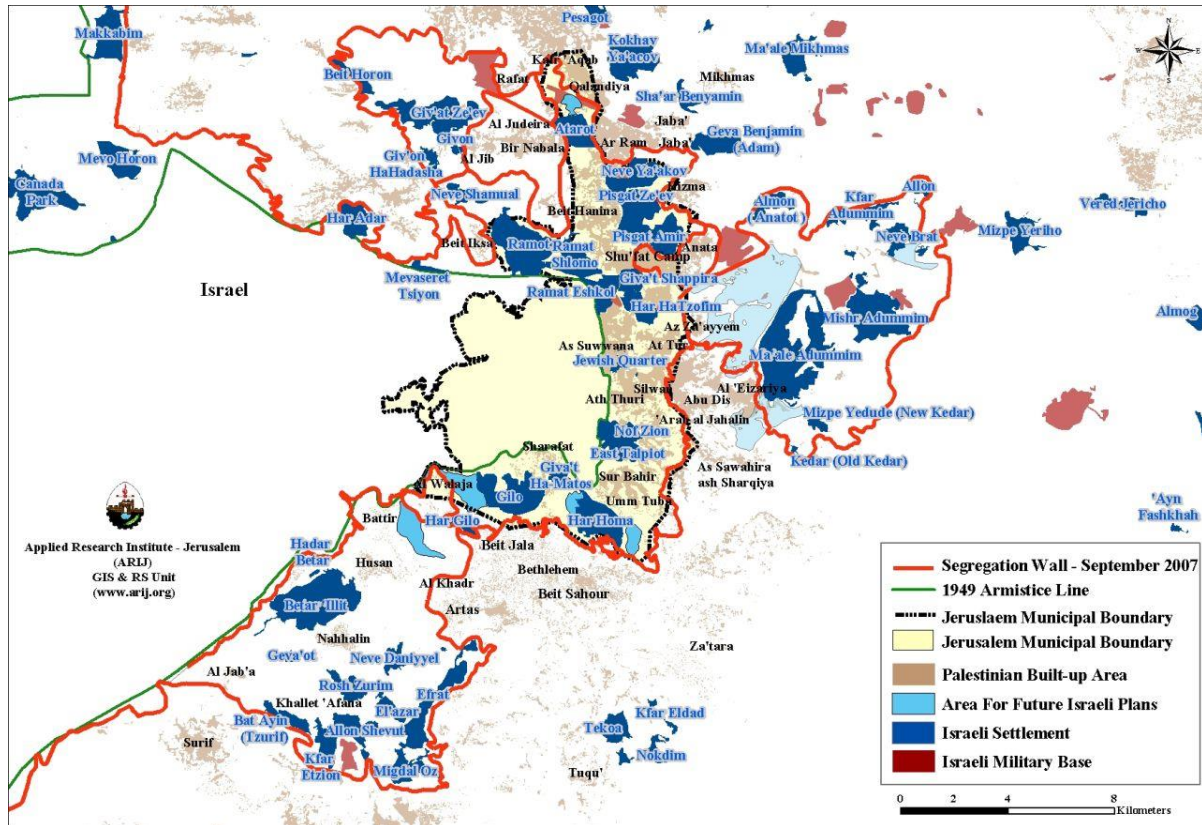 Pesagot
Makkabim
Kokhav
Ya'acov
Ma'ale Mikhmas
N
W
E
S
Kafr 'Aqab
Beit Horon
Rafat
Mikhmas
Qalandiya
Sha'ar Benyamin
Giv'at Ze'ev
Al Judeira
Jaba'
Atarot
Givon
Ar Ram
Jaba'
Geva Benjamin
(Adam)
Bir Nabala
Mevo Horon
Giv'on
HaHadasha
Al Jib
Neve Ya'akov
Canada
Park
Hizma
Allon
Neve Shamual
Pisgat Ze'ev
Almon
(Anatot)
Kfar
Adummim
Vered Jericho
Beit Hanina
Har Adar
Mizpe Yeriho
Neve Brat
Pisgat Amir
Beit Iksa
Ramot
Ramat
Shlomo
Anata
Shu'fat Camp
Mevaseret
Tsiyon
Giva't Shappira
Israel
Ramat Eshkol
Har HaTzofim
Almog
Mishr Adummim
Az Za'ayyem
As Suwwana
At Tur
Ma'ale Adummim
Jewish Quarter
Silwan
Al 'Eizariya
Ath Thuri
Abu Dis
'Arab al Jahalin
Mizpe Yedude (New Kedar)
Nof Zion
East Talpiot
Sharafat
Kedar (Old Kedar)
Giva't
Ha-Matos
As Sawahira
ash Sharqiya
Sur Bahir
Al Walaja
Gilo
Umm Tuba
'Ayn
Fashkhah
Battir
Har Gilo
Har Homa
Applied Research Institute - Jerusalem
(ARIJ)
GIS & RS Unit
(www.arij.org)
Hadar
Betar
Beit Jala
Husan
Bethlehem
Al Khadr
Beit Sahour
Betar 'Illit
Artas
Nahhalin
Za'tara
Geva'ot
Neve Daniyyel
Al Jab'a
Rosh Zurim
Efrat
Khallet 'Afana
El'azar
Bat Ayin
(Tzurif)
Allon Shevut
Kfar Eldad
Tekoa
Surif
Kfar
Etzion
Nokdim
Migdal Oz
Tuqu'
Segregation Wall - September 2007
1949 Armistice Line
Jeruslaem Municipal Boundary
Jerusalem Municipal Boundary
Palestinian Built-up Area
Area For Future Israeli Plans
Israeli Settlement
Israeli Military Base
0 2 4 8
Kilometers